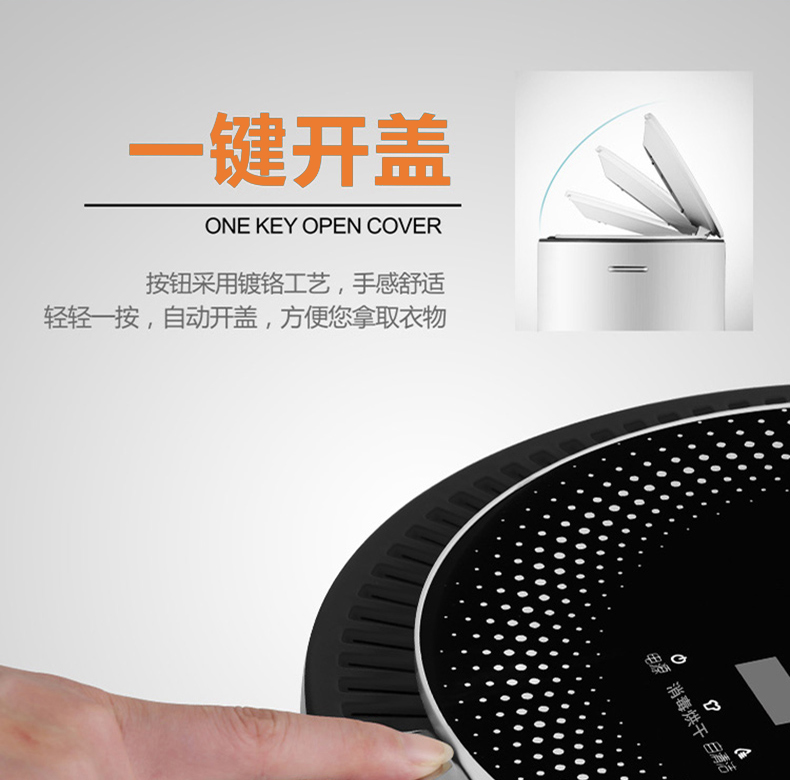 一键开盖
ONE KEY OPEN COVER
按钮采用镀铬工艺，手感舒适
轻轻一按，自动开盖，方便您拿取衣物
电源
消毒烘干
自清洁